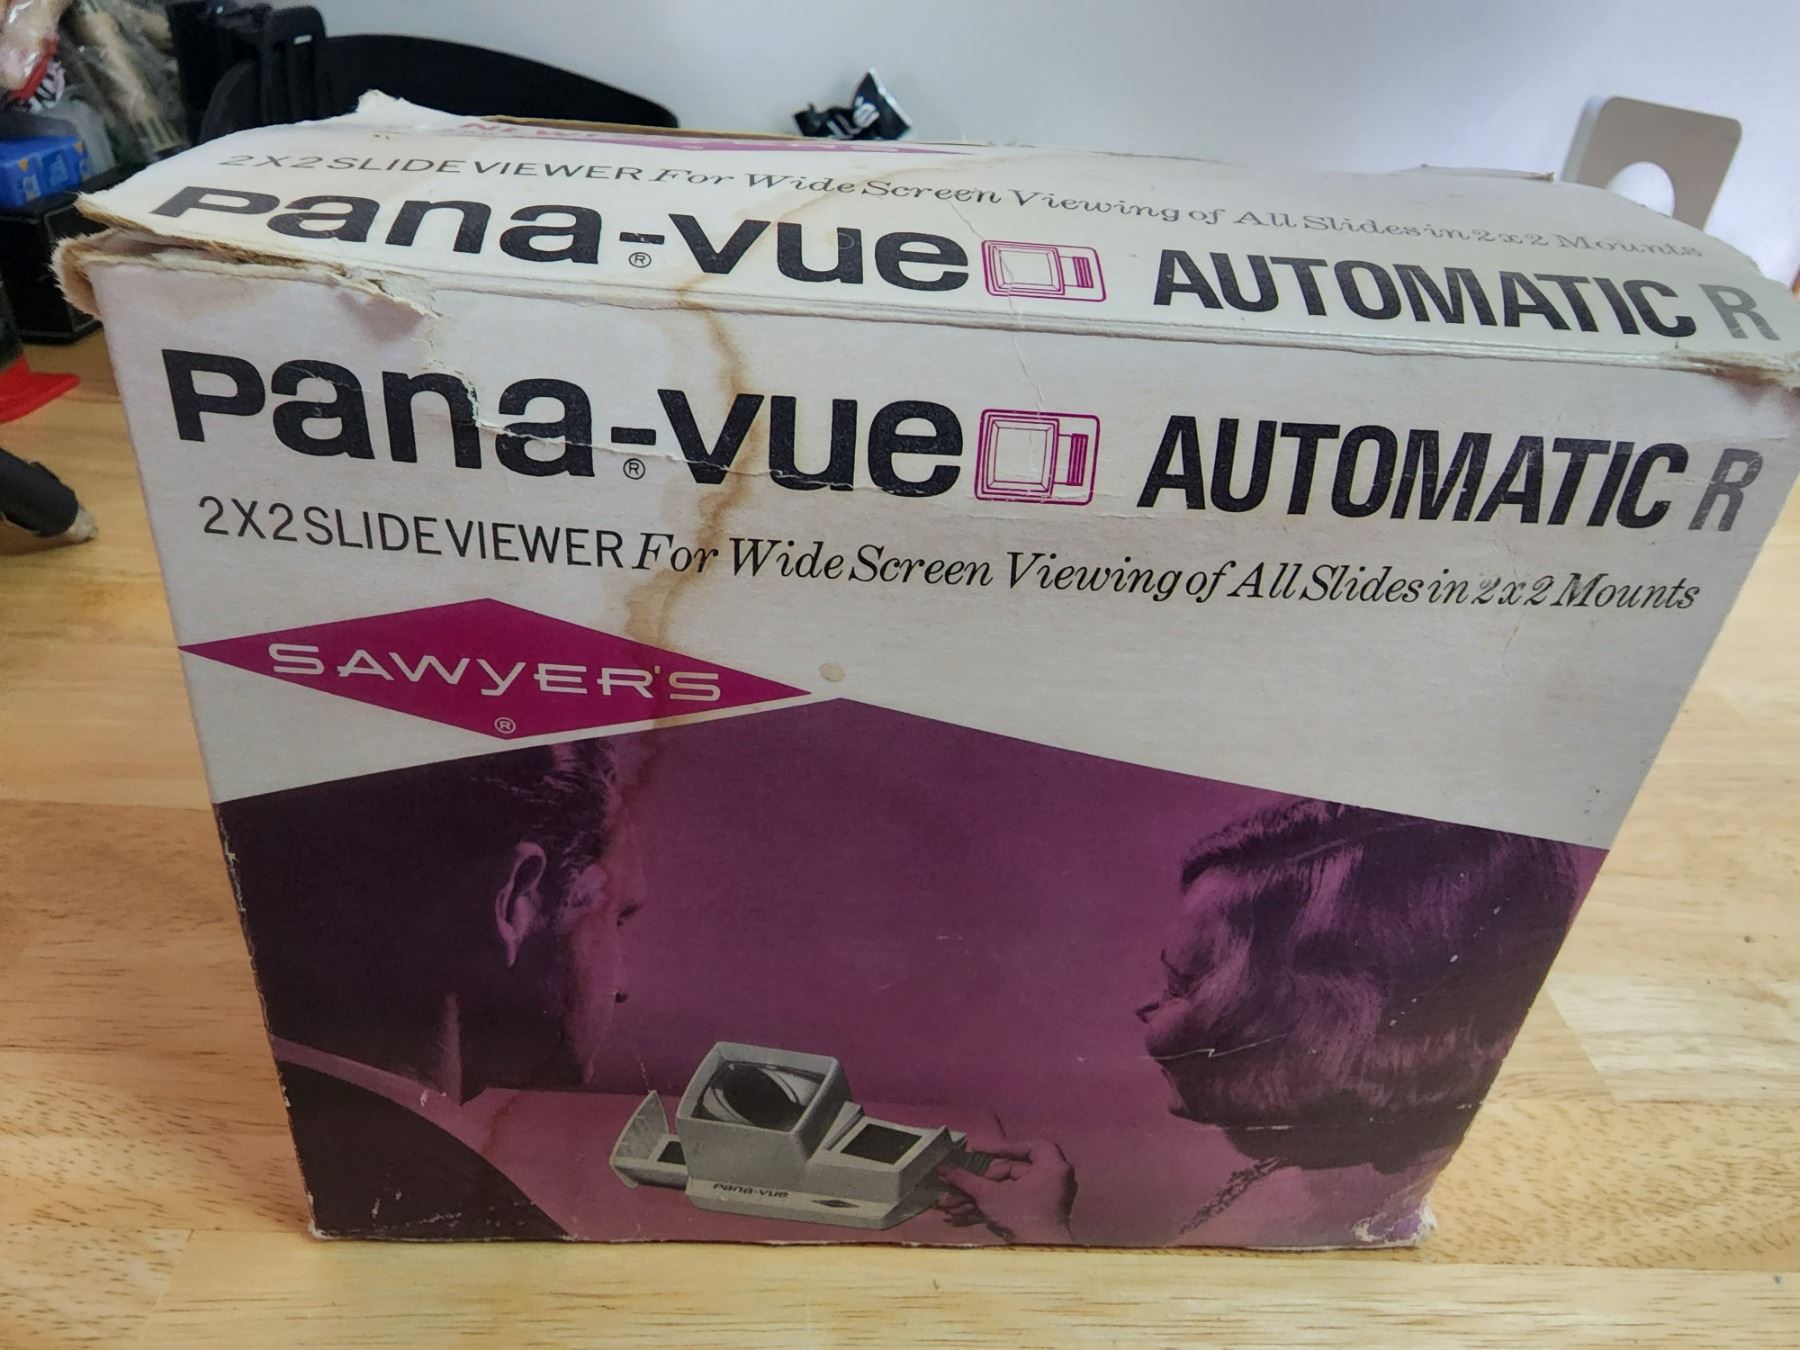 NEW!
2X2 SLIDE VIEWER For Wide Screen Viewing of All Slides in 2x2 Mounts
Pana-vue® AUTOMATIC R
Pana-vue® AUTOMATIC R
2X2 SLIDE VIEWER For Wide Screen Viewing of All Slides in 2x2 Mounts
SAWYER'S
®
Pana-vue